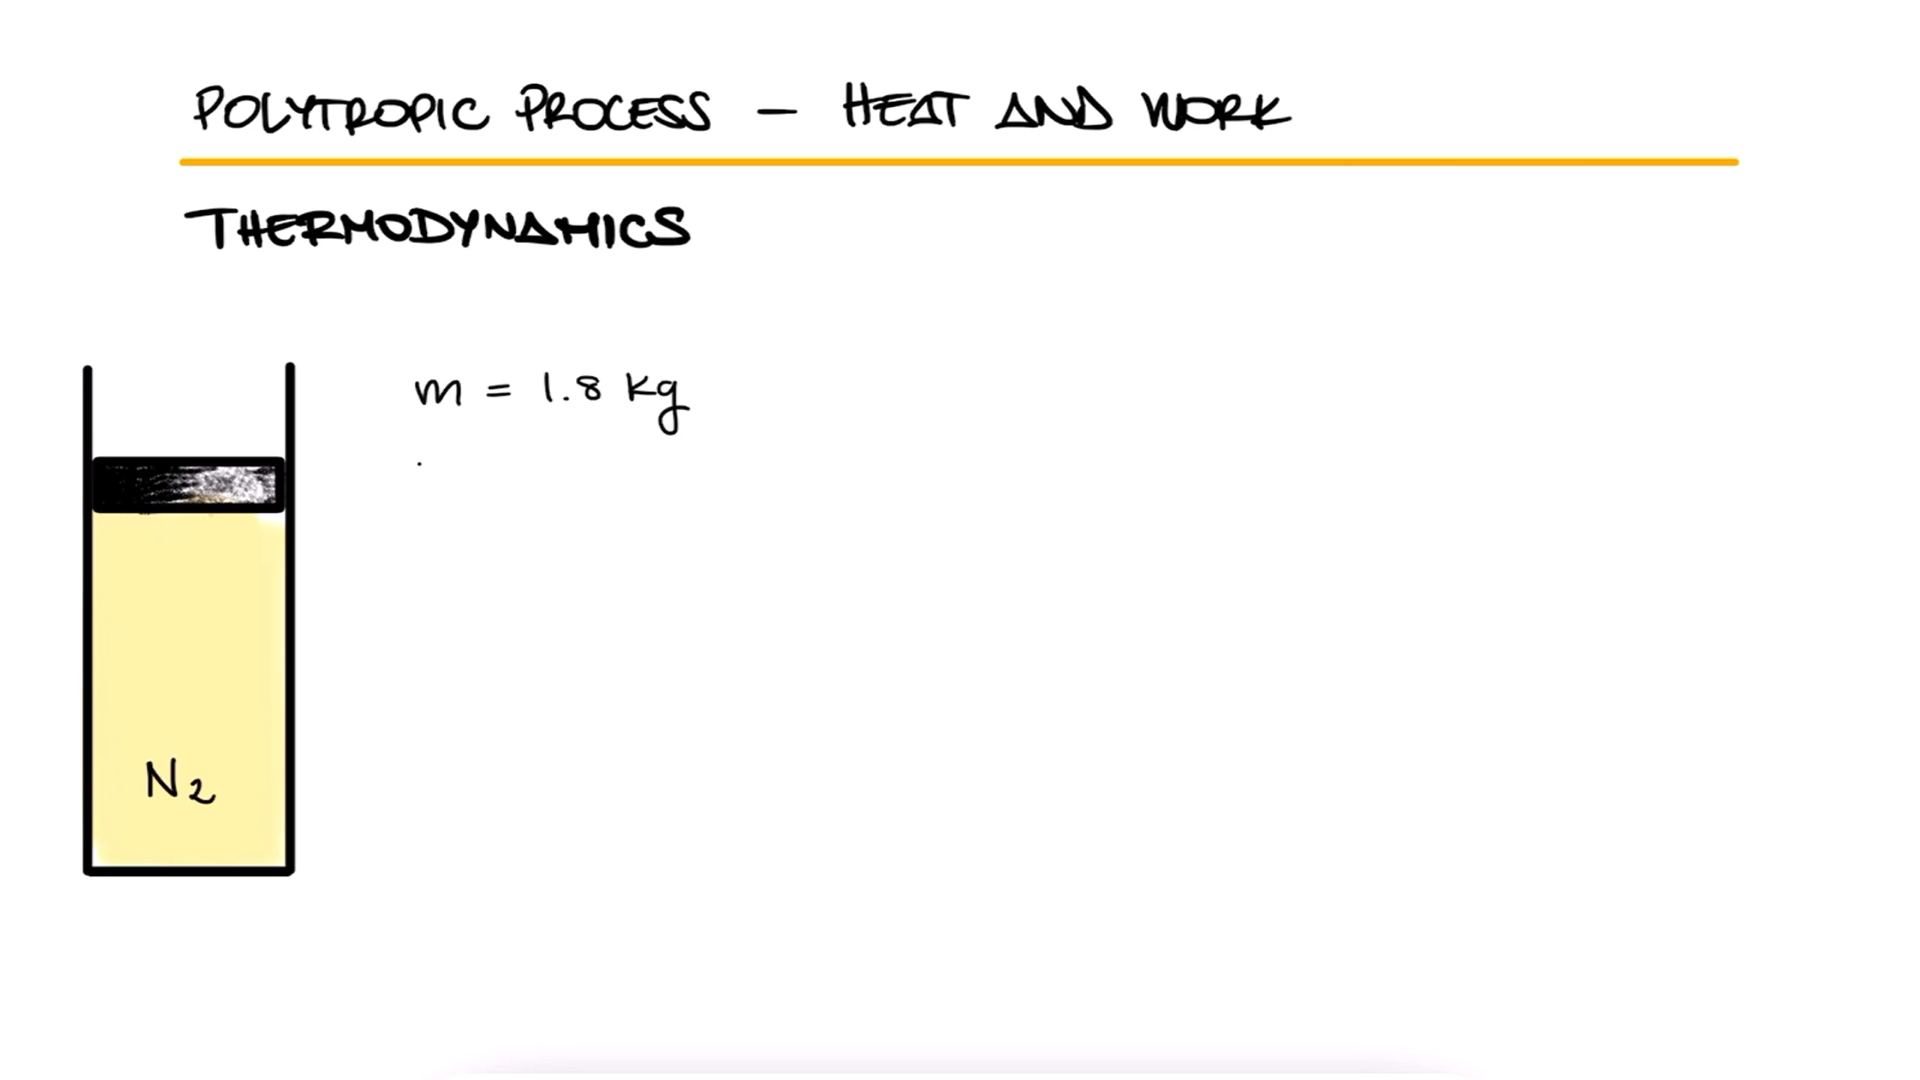 POLYTROPIC PROCESS — HEAT AND WORK
THERMODYNAMICS
m = 1.8 kg
N₂